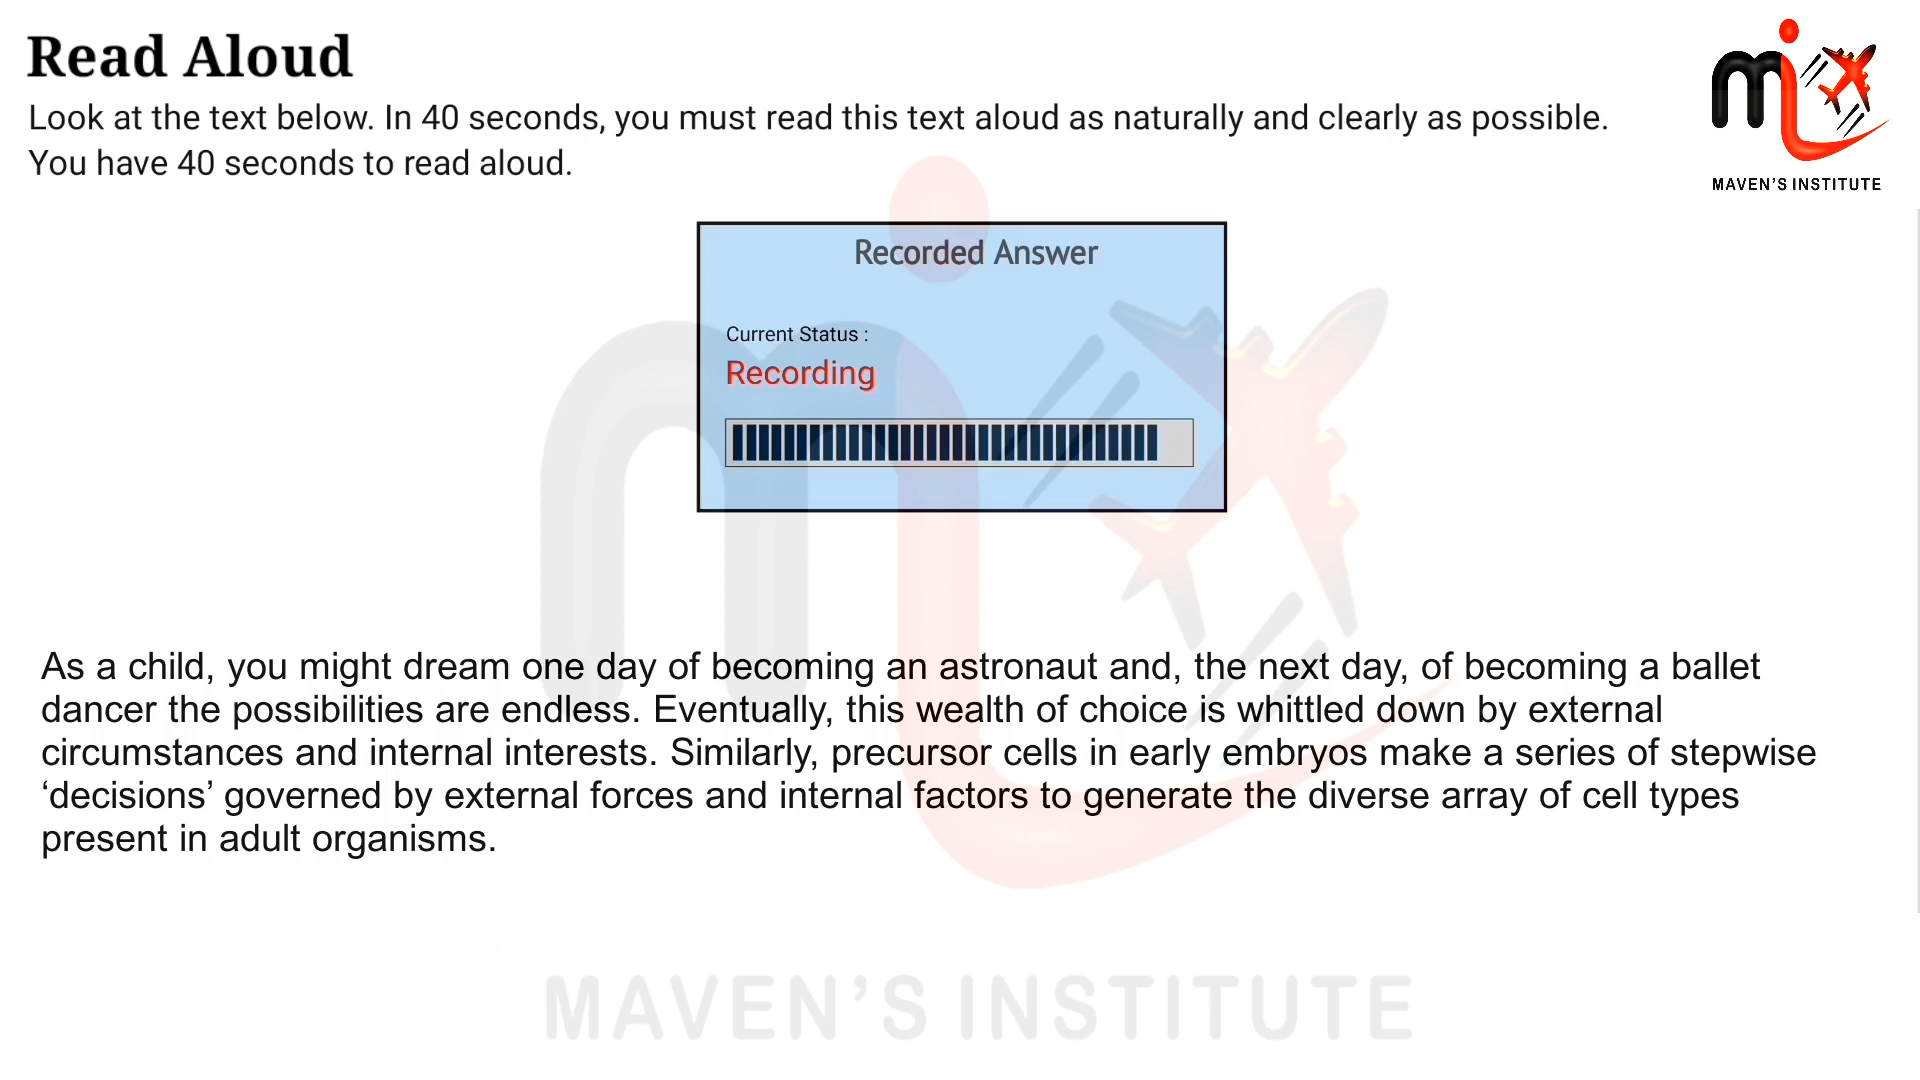 Read Aloud
Look at the text below. In 40 seconds, you must read this text aloud as naturally and clearly as possible.
You have 40 seconds to read aloud.
MAVEN'S INSTITUTE
Recorded Answer
Current Status :
Recording
As a child, you might dream one day of becoming an astronaut and, the next day, of becoming a ballet
dancer the possibilities are endless. Eventually, this wealth of choice is whittled down by external
circumstances and internal interests. Similarly, precursor cells in early embryos make a series of stepwise
‘decisions’ governed by external forces and internal factors to generate the diverse array of cell types
present in adult organisms.
MAVEN'S INSTITUTE